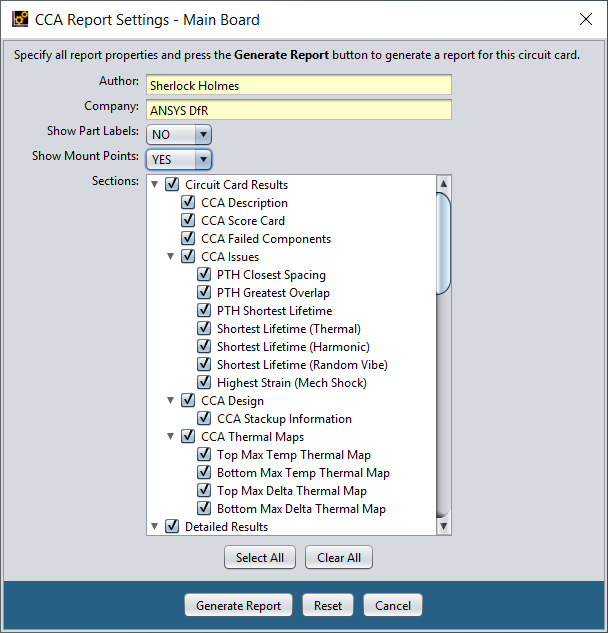 CCA Report Settings - Main Board
Specify all report properties and press the Generate Report button to generate a report for this circuit card.
Author: Sherlock Holmes
Company: ANSYS DfR
Show Part Labels: NO
Show Mount Points: YES
Sections: Circuit Card Results
CCA Description
CCA Score Card
CCA Failed Components
CCA Issues
PTH Closest Spacing
PTH Greatest Overlap
PTH Shortest Lifetime
Shortest Lifetime (Thermal)
Shortest Lifetime (Harmonic)
Shortest Lifetime (Random Vibe)
Highest Strain (Mech Shock)
CCA Design
CCA Stackup Information
CCA Thermal Maps
Top Max Temp Thermal Map
Bottom Max Temp Thermal Map
Top Max Delta Thermal Map
Bottom Max Delta Thermal Map
Detailed Results
Select All Clear All
Generate Report Reset Cancel